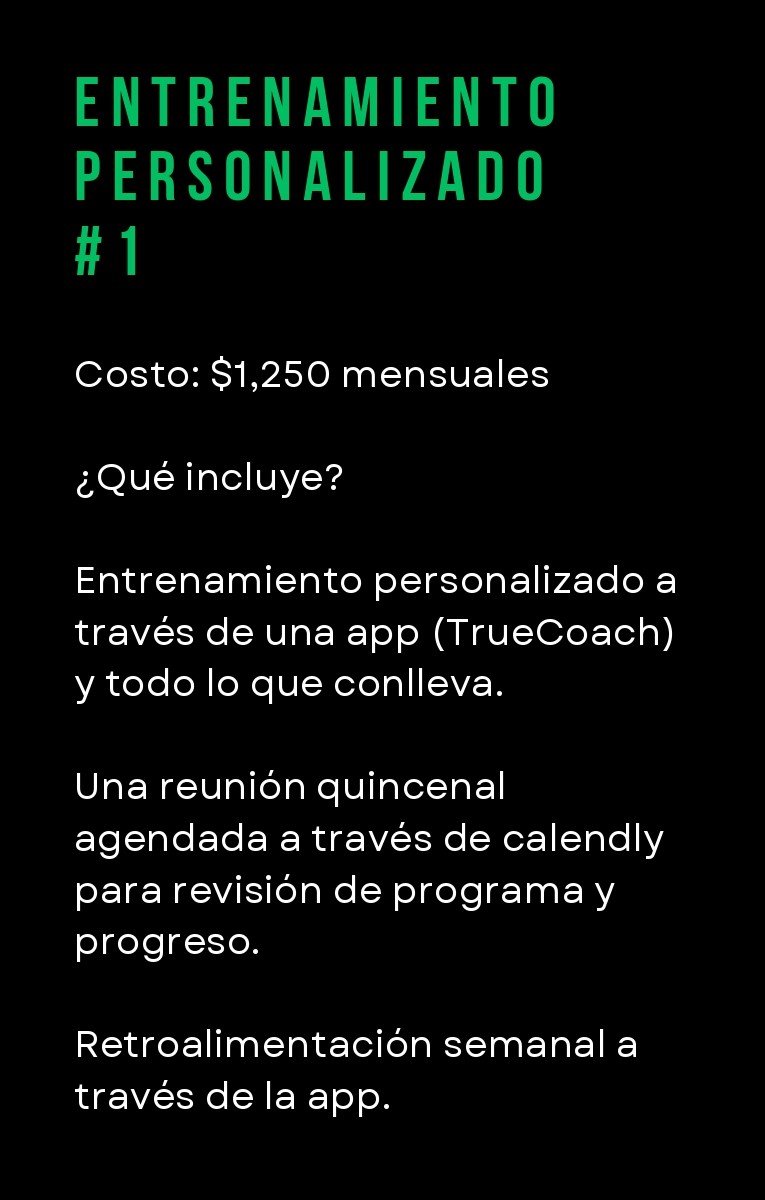 ENTRENAMIENTO
PERSONALIZADO
#1
Costo: $1,250 mensuales
¿Qué incluye?
Entrenamiento personalizado a
través de una app (TrueCoach)
y todo lo que conlleva.
Una reunión quincenal
agendada a través de calendly
para revisión de programa y
progreso.
Retroalimentación semanal a
través de la app.